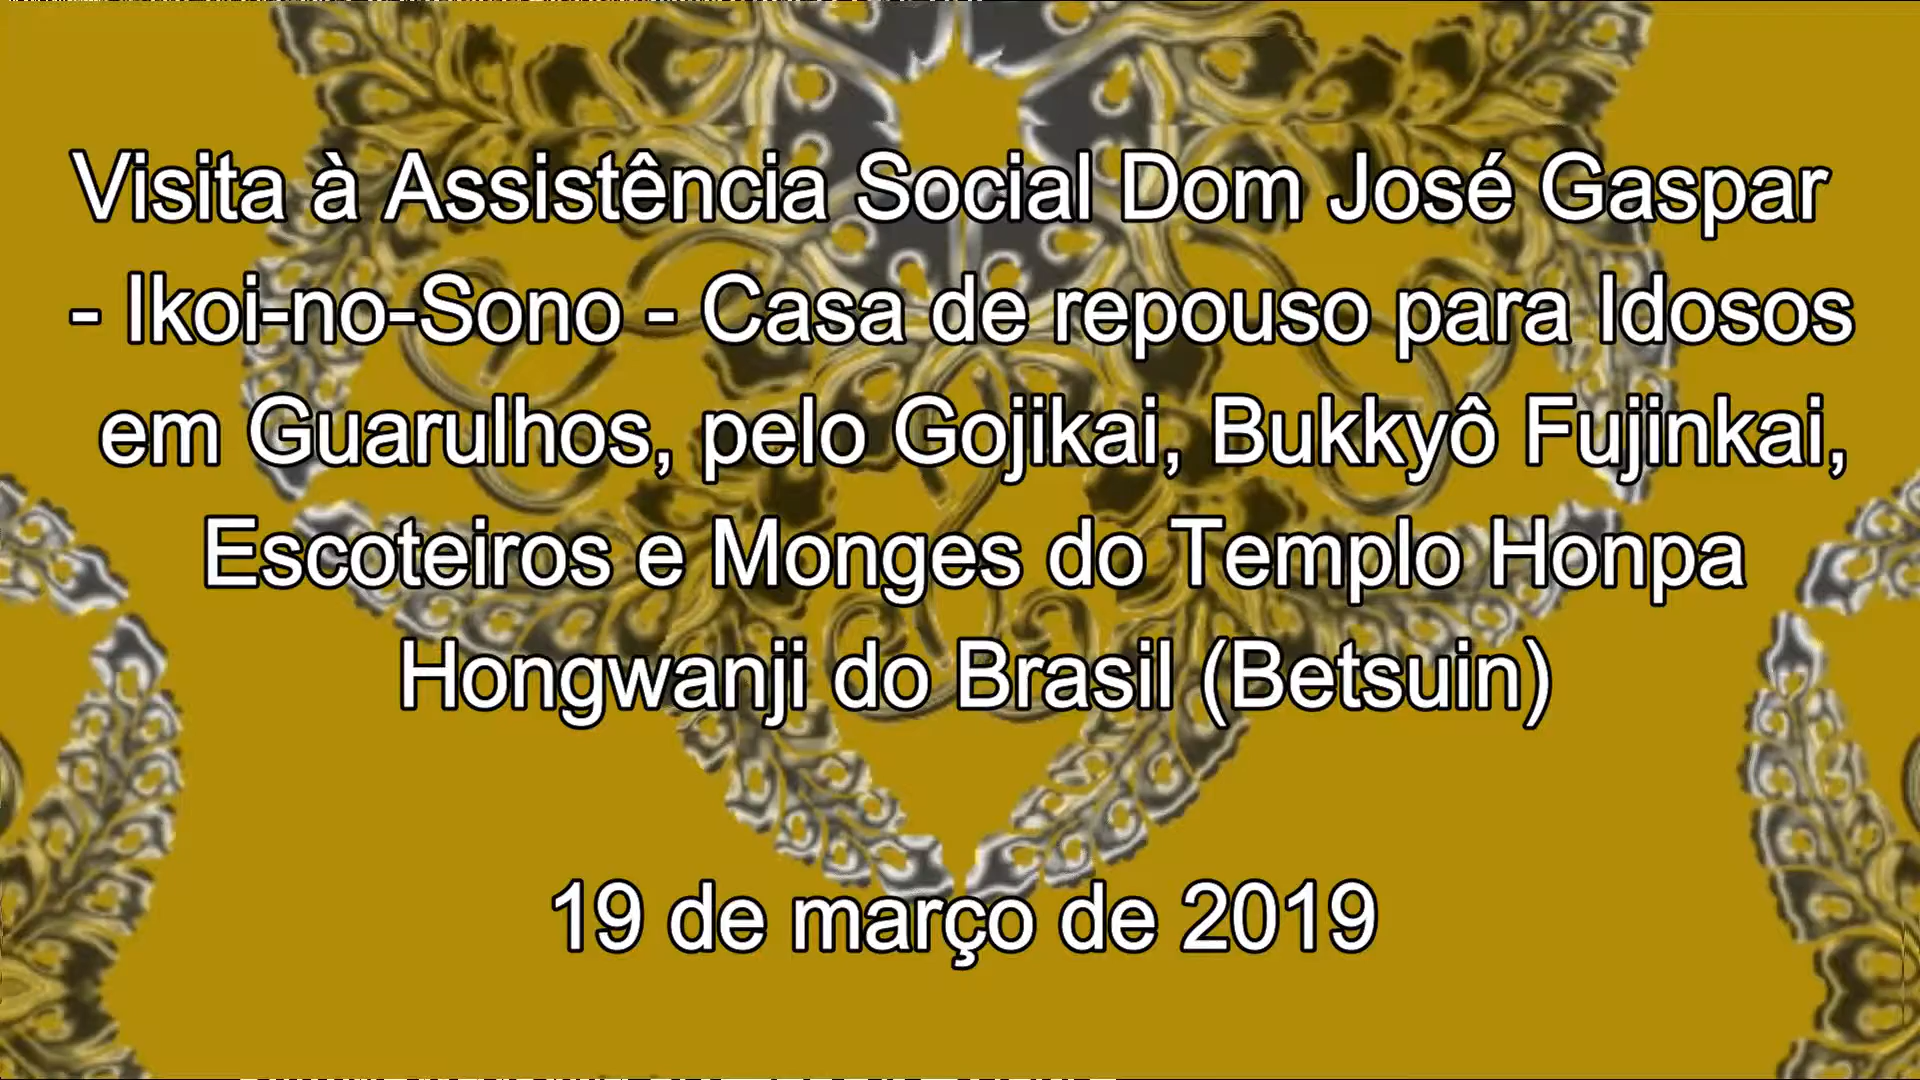 Visita à Assistência Social Dom José Gaspar
- Ikoi-no-Sono - Casa de repouso para Idosos
em Guarulhos, pelo Gojikai, Bukkyô Fujinkai,
Escoteiros e Monges do Templo Honpa
Hongwanji do Brasil (Betsuin)
19 de março de 2019